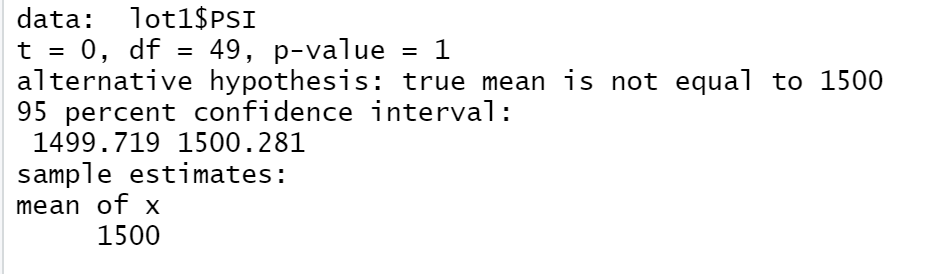 data:  lot1$PSI
t = 0, df = 49, p-value = 1
alternative hypothesis: true mean is not equal to 1500
95 percent confidence interval:
 1499.719 1500.281
sample estimates:
mean of x
     1500